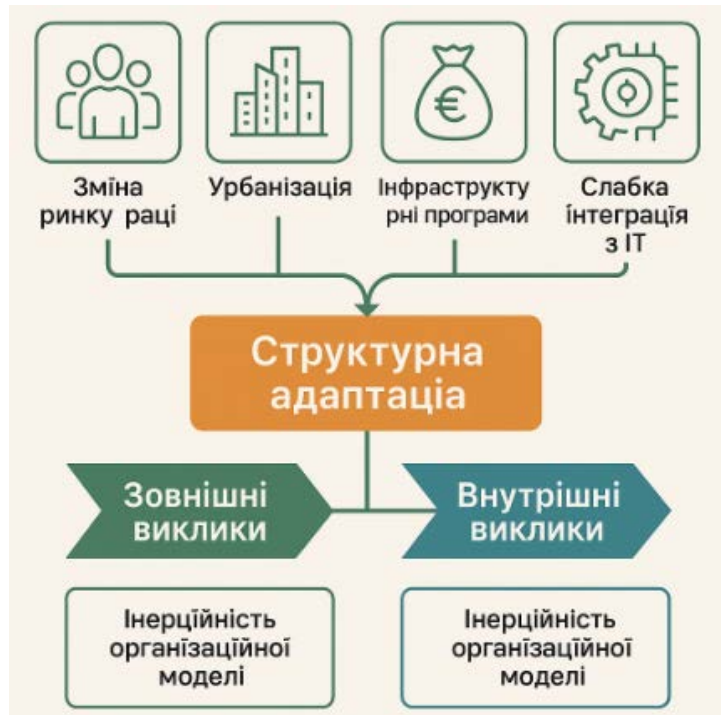 Зміна
ринку раці
Урбанізація
Інфраструкту
рні програми
Слабка
інтеграція
з ІТ
Структурна
адаптаціа
Зовнішні
виклики
Внутрішні
виклики
Інерційність
організаційної
моделі
Інерційність
організаційної
моделі